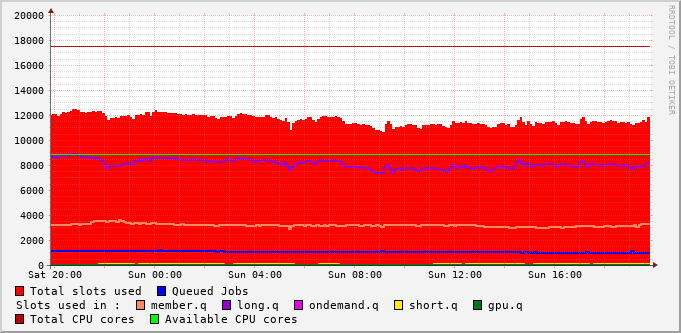 20000
RRDTOOL / TOBI OETIKER
18000
16000
14000
12000
10000
8000
6000
4000
2000
0
Sat 20:00 Sun 00:00 Sun 04:00 Sun 08:00 Sun 12:00 Sun 16:00
Total slots used Queued Jobs
Slots used in : member.q long.q ondemand.q short.q gpu.q
Total CPU cores Available CPU cores